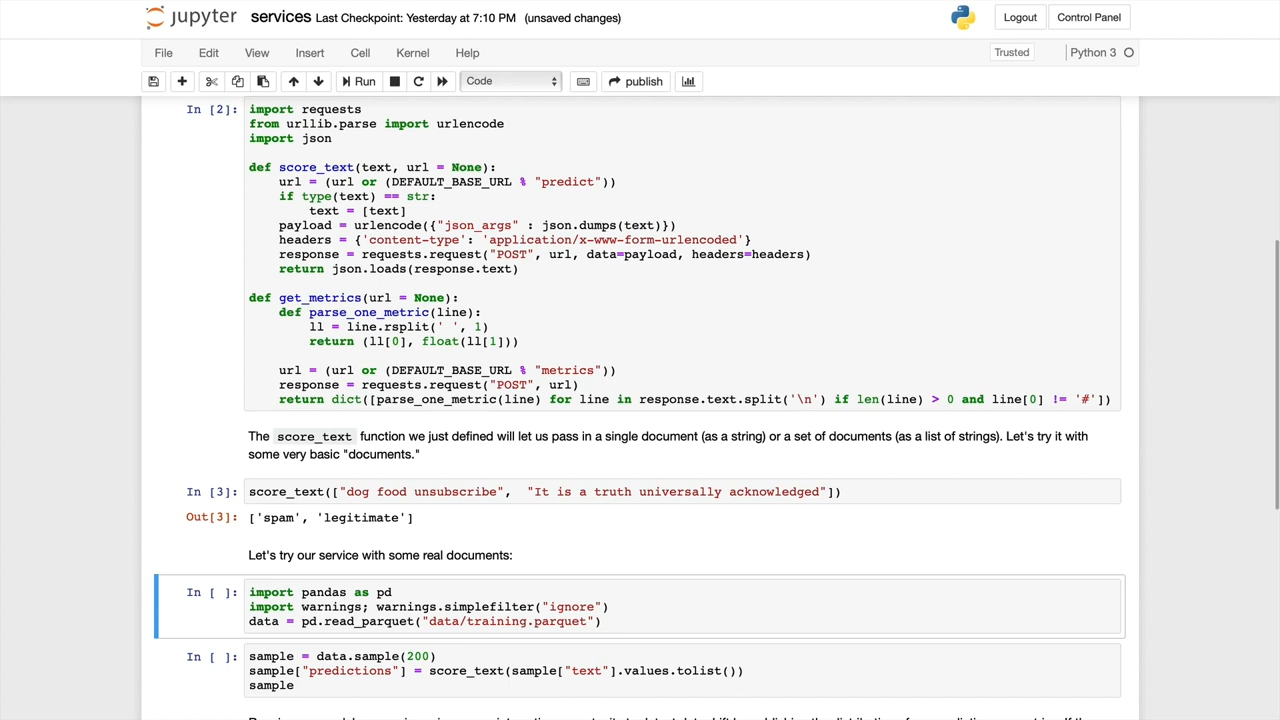 jupyter services Last Checkpoint: Yesterday at 7:10 PM (unsaved changes) Logout Control Panel
File Edit View Insert Cell Kernel Help Trusted Python 3
Run Code publish
In [2]: import requests
from urllib.parse import urlencode
import json
def score_text(text, url = None):
url = (url or (DEFAULT_BASE_URL % "predict"))
if type(text) == str:
text = [text]
payload = urlencode({"json_args" : json.dumps(text)})
headers = {'content-type': 'application/x-www-form-urlencoded'}
response = requests.request("POST", url, data=payload, headers=headers)
return json.loads(response.text)
def get_metrics(url = None):
def parse_one_metric(line):
ll = line.rsplit(' ', 1)
return (ll[0], float(ll[1]))
url = (url or (DEFAULT_BASE_URL % "metrics"))
response = requests.request("POST", url)
return dict([parse_one_metric(line) for line in response.text.split('\n') if len(line) > 0 and line[0] != '#'])
The score_text function we just defined will let us pass in a single document (as a string) or a set of documents (as a list of strings). Let's try it with
some very basic "documents."
In [3]: score_text(["dog food unsubscribe", "It is a truth universally acknowledged"])
Out[3]: ['spam', 'legitimate']
Let's try our service with some real documents:
In [ ]: import pandas as pd
import warnings; warnings.simplefilter("ignore")
data = pd.read_parquet("data/training.parquet")
In [ ]: sample = data.sample(200)
sample["predictions"] = score_text(sample["text"].values.tolist())
sample